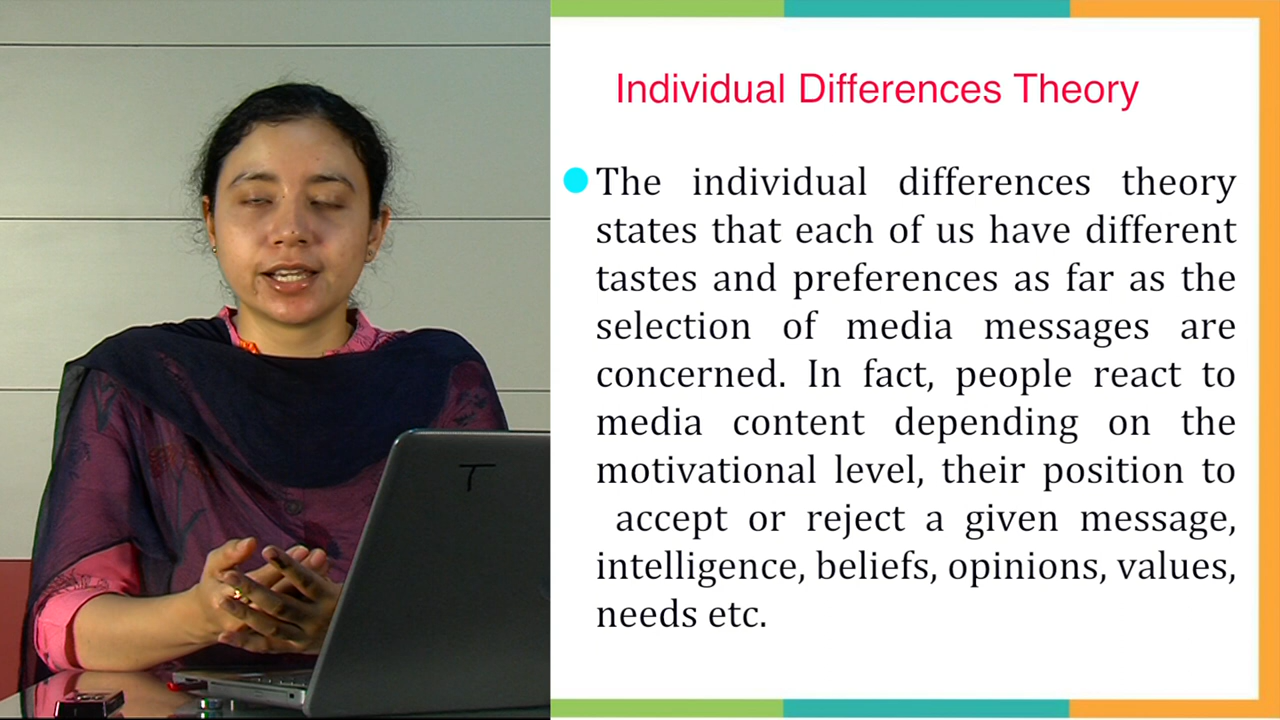 Individual Differences Theory
The individual differences theory
states that each of us have different
tastes and preferences as far as the
selection of media messages are
concerned. In fact, people react to
media content depending on the
motivational level, their position to
accept or reject a given message,
intelligence, beliefs, opinions, values,
needs etc.
T